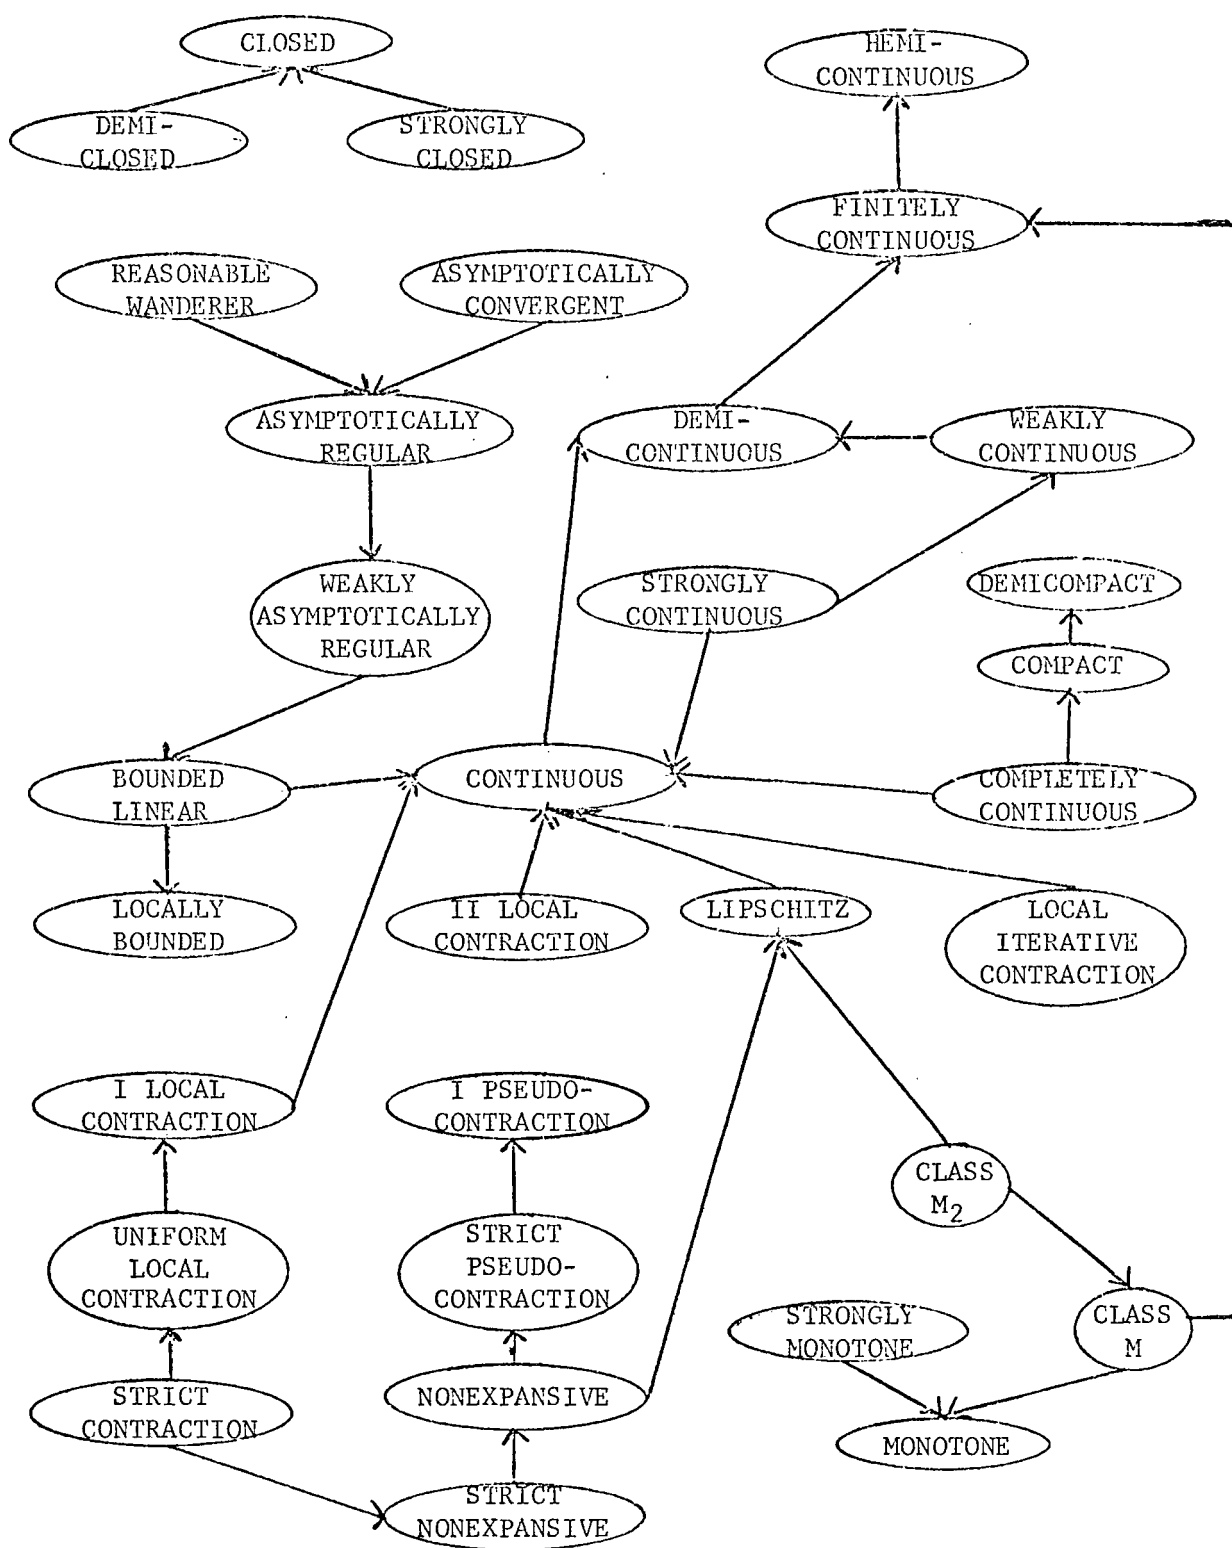 CLOSED
DEMI-
CLOSED
STRONGLY
CLOSED
HEMI-
CONTINUOUS
FINITELY
CONTINUOUS
REASONABLE
WANDERER
ASYMPTOTICALLY
CONVERGENT
ASYMPTOTICALLY
REGULAR
DEMI-
CONTINUOUS
WEAKLY
CONTINUOUS
WEAKLY
ASYMPTOTICALLY
REGULAR
STRONGLY
CONTINUOUS
DEMICOMPACT
COMPACT
BOUNDED
LINEAR
CONTINUOUS
COMPLETELY
CONTINUOUS
LOCALLY
BOUNDED
II LOCAL
CONTRACTION
LIPSCHITZ
LOCAL
ITERATIVE
CONTRACTION
I LOCAL
CONTRACTION
I PSEUDO-
CONTRACTION
CLASS
M2
UNIFORM
LOCAL
CONTRACTION
STRICT
PSEUDO-
CONTRACTION
STRONGLY
MONOTONE
CLASS
M
STRICT
CONTRACTION
NONEXPANSIVE
MONOTONE
STRICT
NONEXPANSIVE